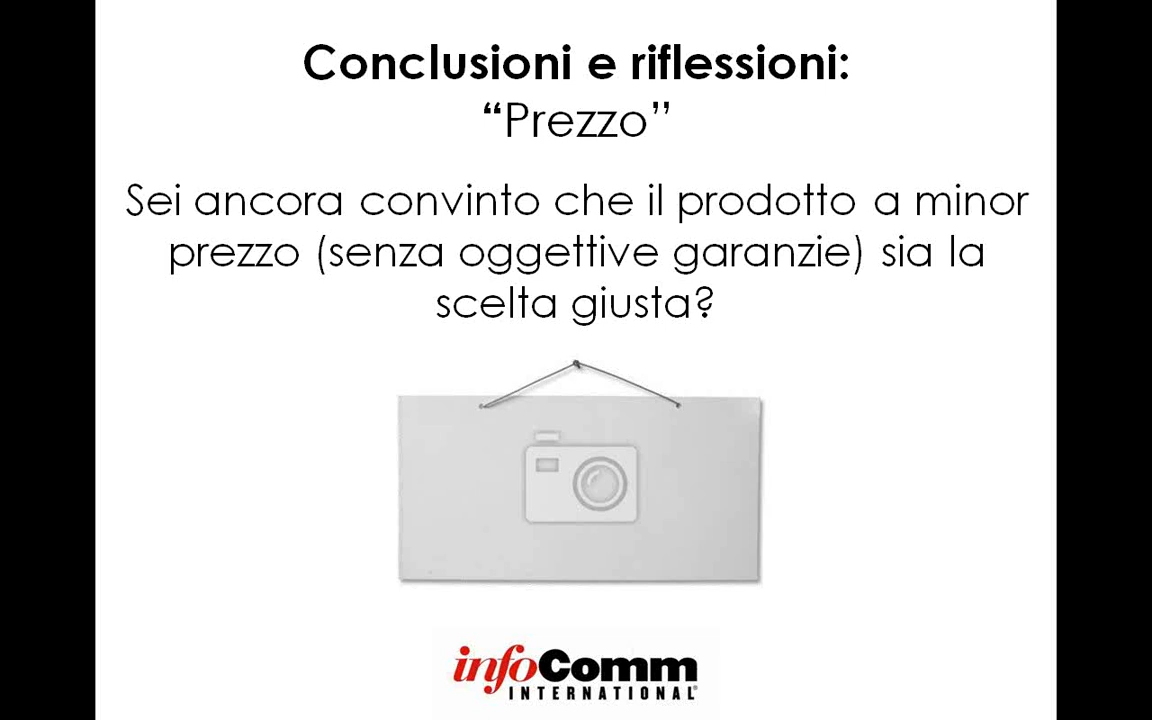 Conclusioni e riflessioni:
“Prezzo”
Sei ancora convinto che il prodotto a minor
prezzo (senza oggettive garanzie) sia la
scelta giusta?
infoComm
INTERNATIONAL®